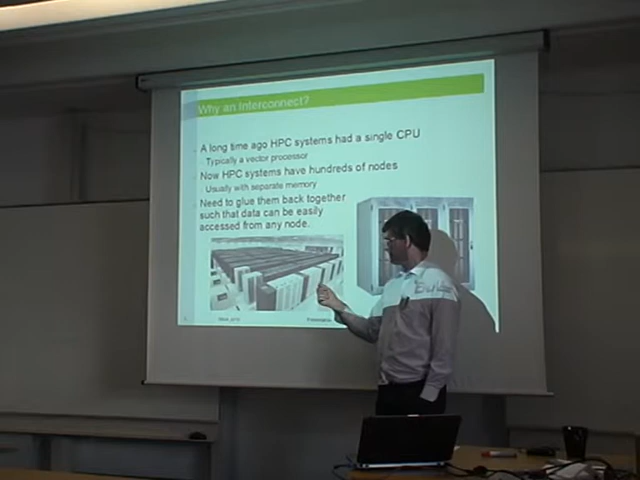 Why an Interconnect?
A long time ago HPC systems had a single CPU
Typically a vector processor
Now HPC systems have hundreds of nodes
Usually with separate memory
Need to glue them back together
such that data can be easily
accessed from any node.